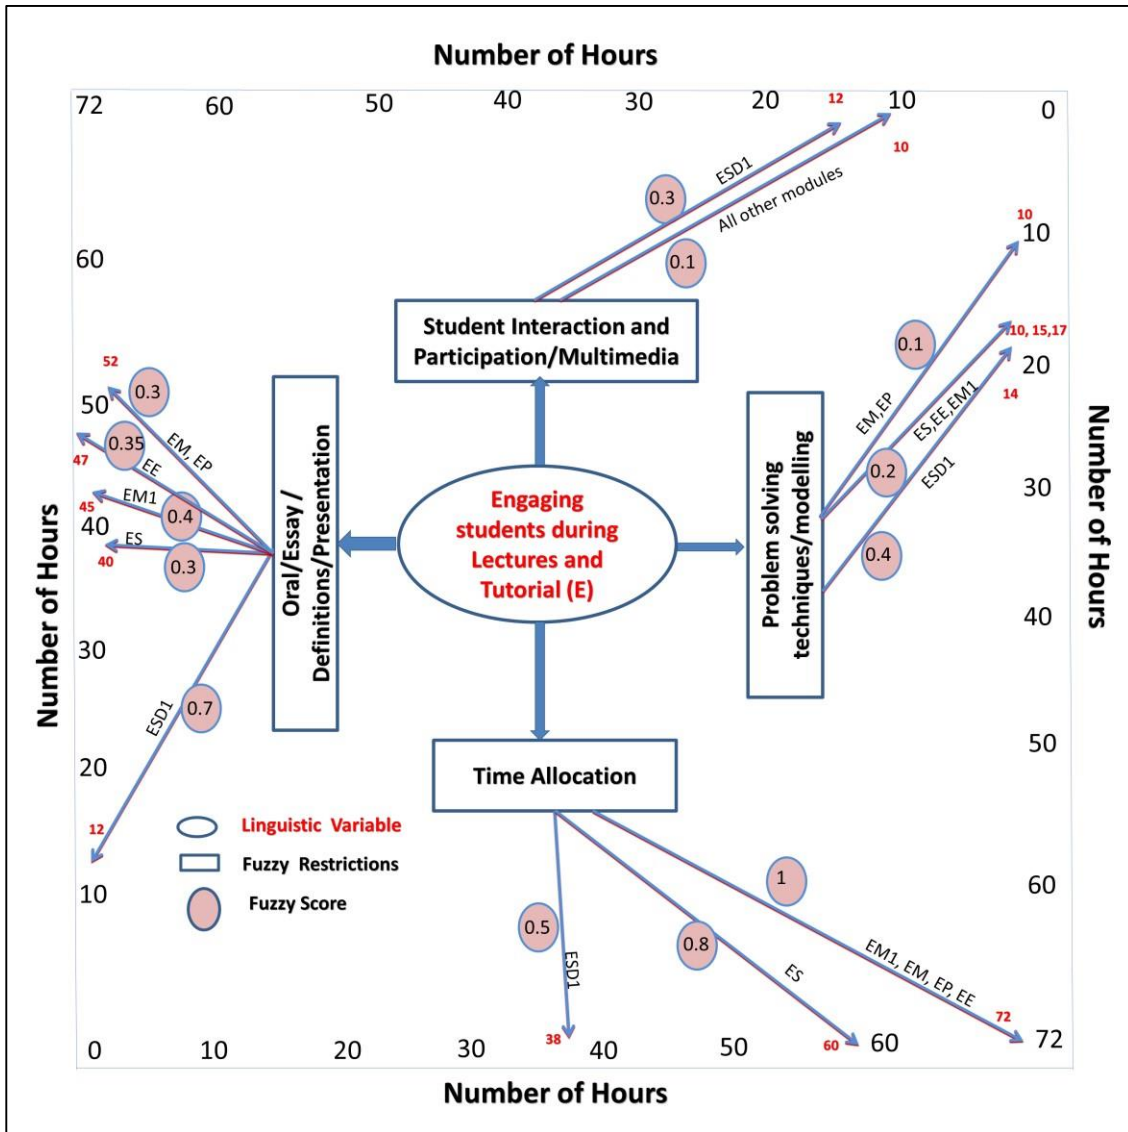 Number of Hours
72 60 50 40 30 20 12 10 0
10
ESD1
0.3
All other modules
0.1
60
10
10
Student Interaction and
Participation/Multimedia
0.1
10, 15,17
20
14
52
0.3
50
0.35
EM, EP
47
EE
EM1
45
0.4
40
ES
40
0.3
EM,EP
ES,EE,EM1
0.2
ESD1
0.4
30
40
50
60
Number of Hours
Number of Hours
Oral/Essay /
Definitions/Presentation
Engaging
students during
Lectures and
Tutorial (E)
Problem solving
techniques/modelling
30
ESD1
0.7
20
12
10
Time Allocation
Linguistic Variable
Fuzzy Restrictions
Fuzzy Score
1
0.5
0.8
ESD1
ES
EM1, EM, EP, EE
38
60
72
0 10 20 30 40 50 60 72
Number of Hours